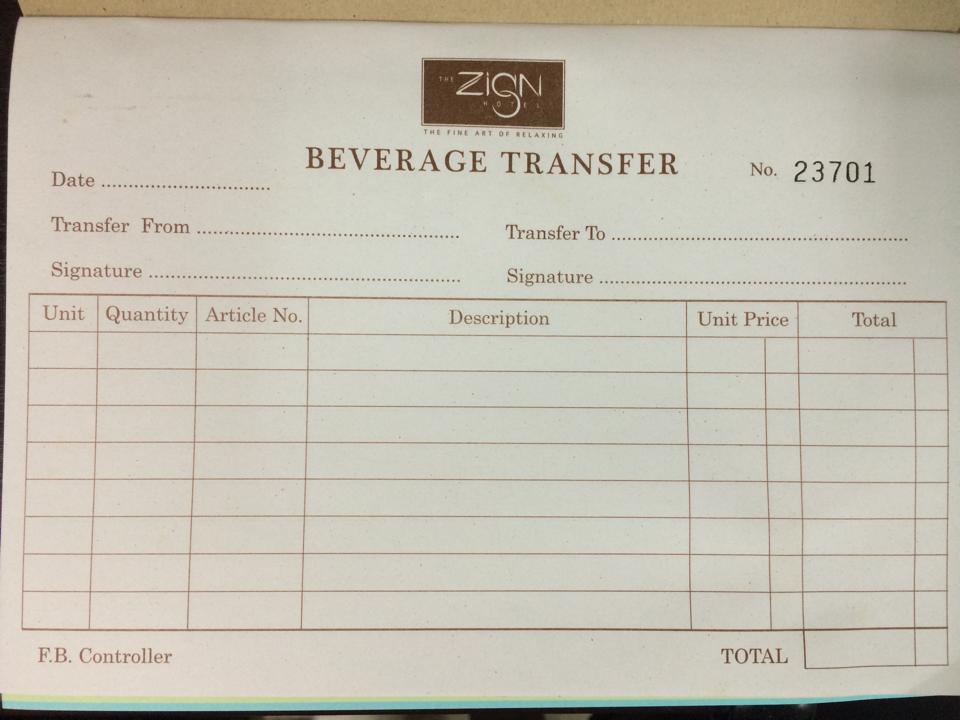 THE ZIGN
HOTEL
THE FINE ART OF RELAXING
BEVERAGE TRANSFER
No. 23701
Date ................................
Transfer From ..................................................
Transfer To ........................................................
Signature ..........................................................
Signature ..........................................................
Unit Quantity Article No. Description Unit Price Total
F.B. Controller TOTAL